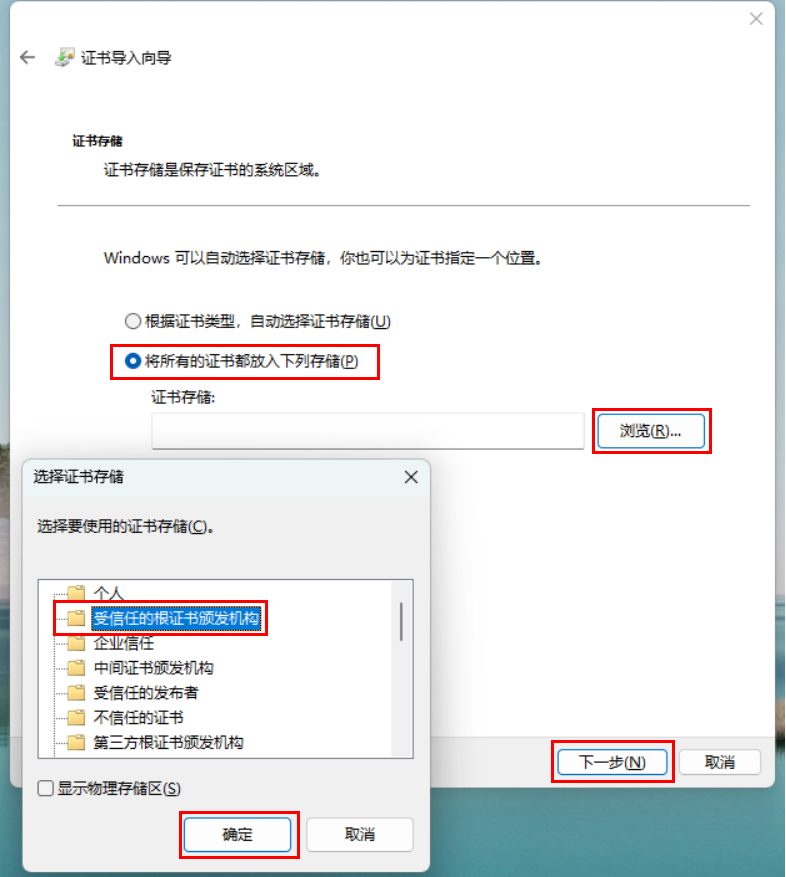 证书导入向导
证书存储
证书存储是保存证书的系统区域。
Windows 可以自动选择证书存储，你也可以为证书指定一个位置。
根据证书类型，自动选择证书存储(U)
将所有的证书都放入下列存储(P)
证书存储:
浏览(R)...
选择证书存储
选择要使用的证书存储(C)。
个人
受信任的根证书颁发机构
企业信任
中间证书颁发机构
受信任的发布者
不信任的证书
第三方根证书颁发机构
显示物理存储区(S)
确定
取消
下一步(N)
取消